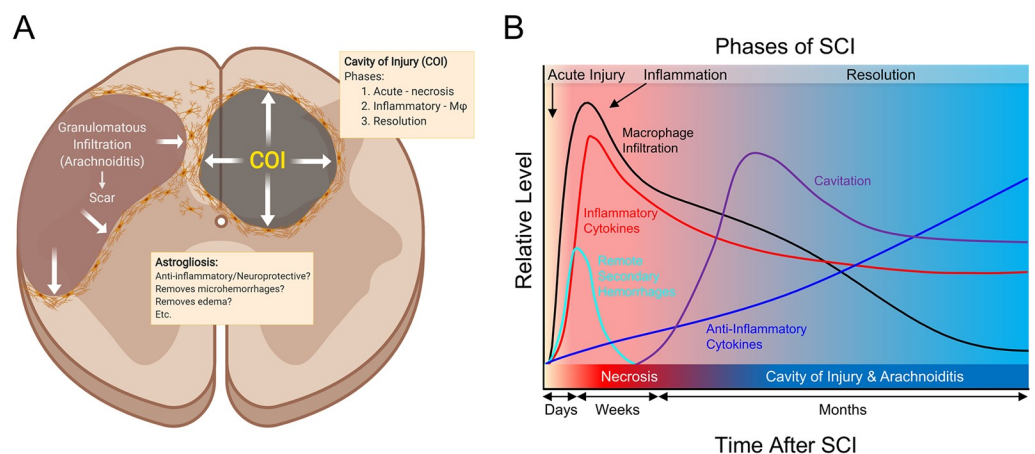 A
Cavity of Injury (COI)
Phases:
1. Acute - necrosis
2. Inflammatory - Mφ
3. Resolution
Granulomatous
Infiltration
(Arachnoiditis)
Scar
COI
Astrogliosis:
Anti-inflammatory/Neuroprotective?
Removes microhemorrhages?
Removes edema?
Etc.
B
Phases of SCI
Acute Injury
Inflammation
Resolution
Macrophage
Infiltration
Cavitation
Inflammatory
Cytokines
Remote
Secondary
Hemorrhages
Anti-Inflammatory
Cytokines
Relative Level
Necrosis
Cavity of Injury & Arachnoiditis
Days
Weeks
Months
Time After SCI